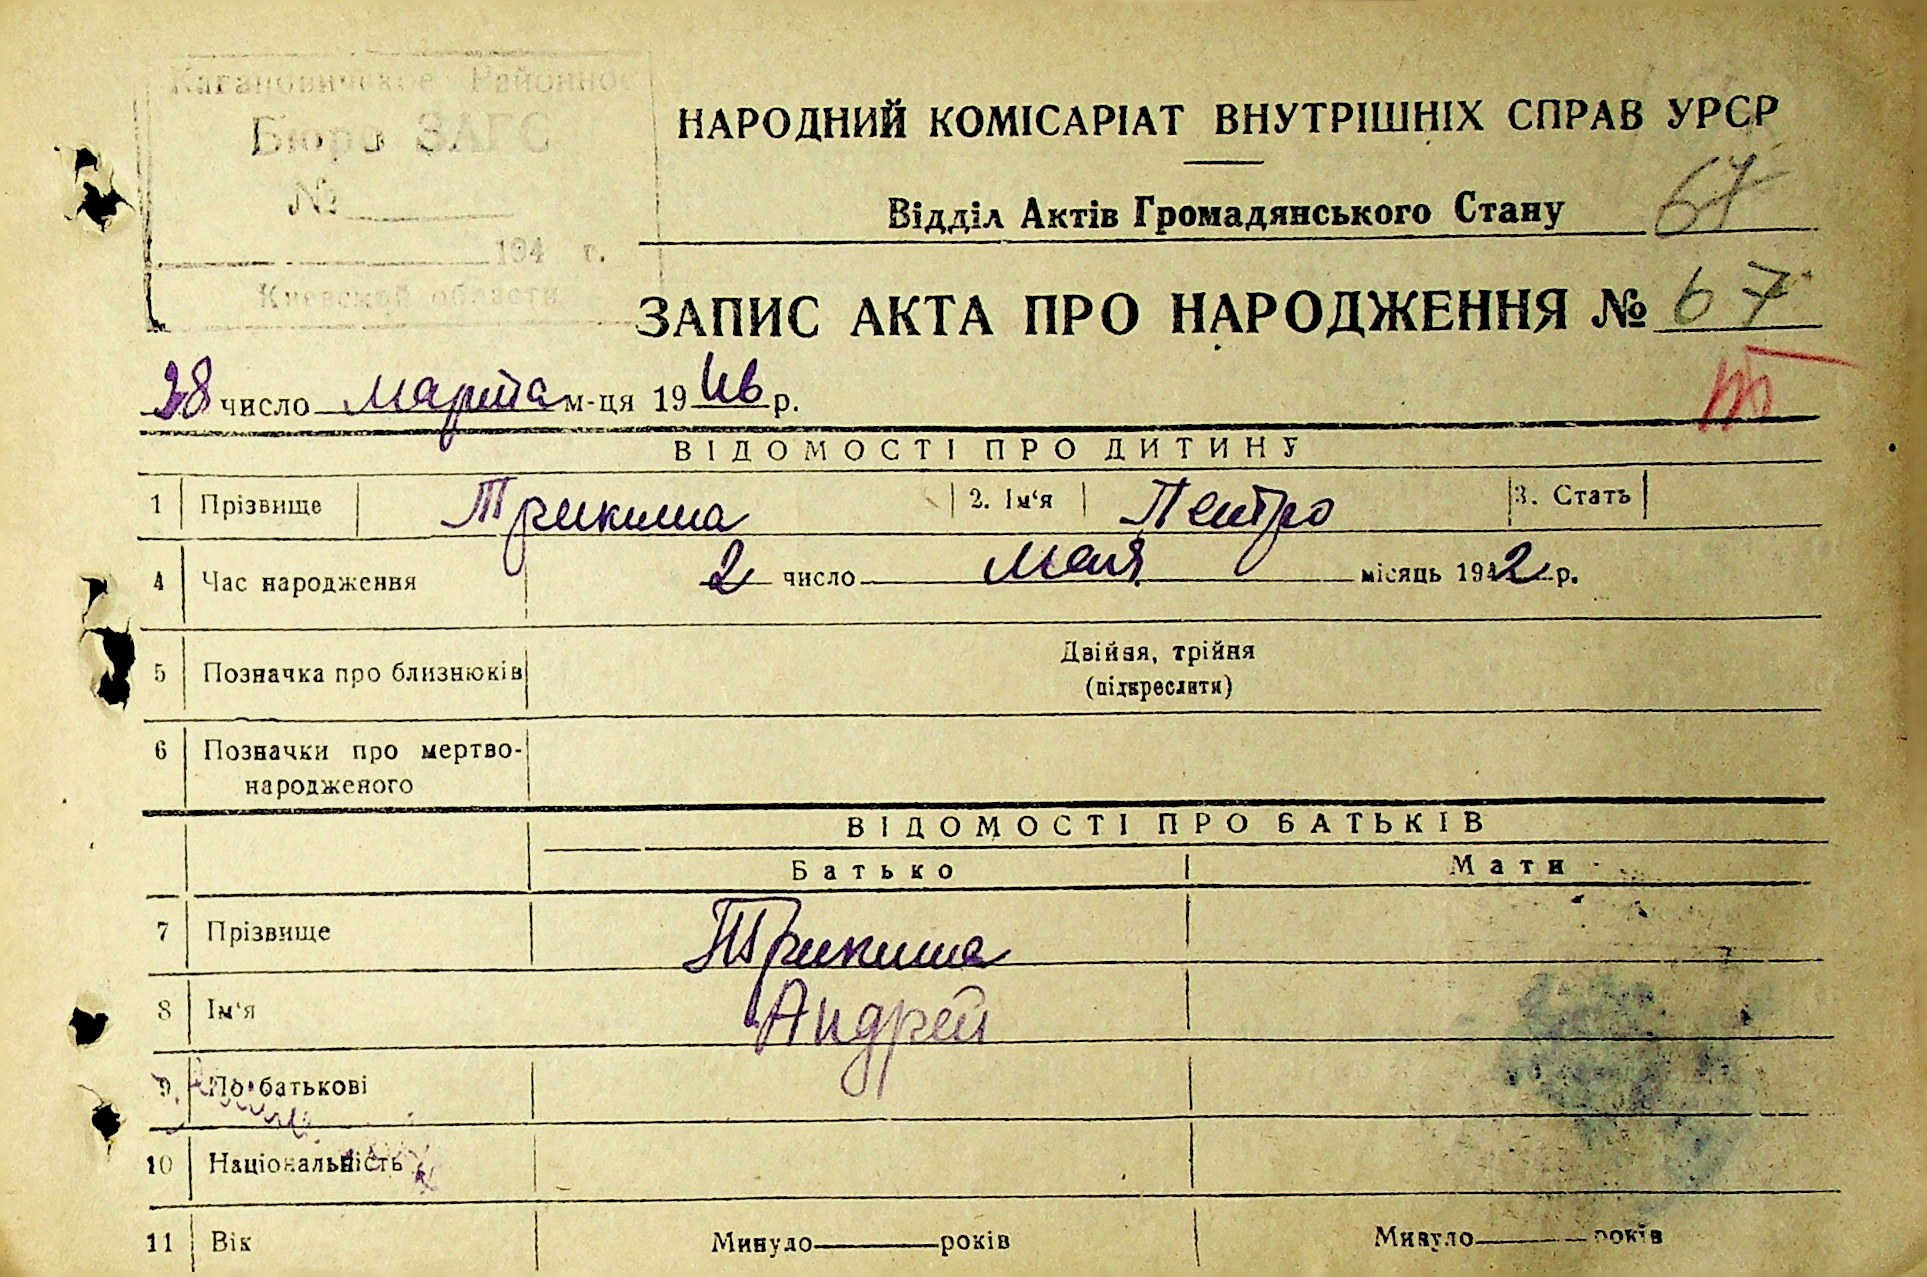 Кагановичское Районное
Бюро ЗАГС
№
194 г.
Киевской области
НАРОДНИЙ КОМІСАРІАТ ВНУТРІШНІХ СПРАВ УРСР
Відділ Актів Громадянського Стану 67
ЗАПИС АКТА ПРО НАРОДЖЕННЯ № 67
28 число марта м-ця 1946 р.
ВІДОМОСТІ ПРО ДИТИНУ
1 Прізвище Трикиша 2. Ім'я Пентро 3. Стать
4 Час народження 2 число мая місяць 1942 р.
5 Позначка про близнюків Двійня, трійня
(підкреслити)
6 Позначки про мертво-
народженого
ВІДОМОСТІ ПРО БАТЬКІВ
Батько Мати
7 Прізвище Трикиша
8 Ім'я Андрей
9 По-батькові
10 Національність
11 Вік Минуло років Минуло років